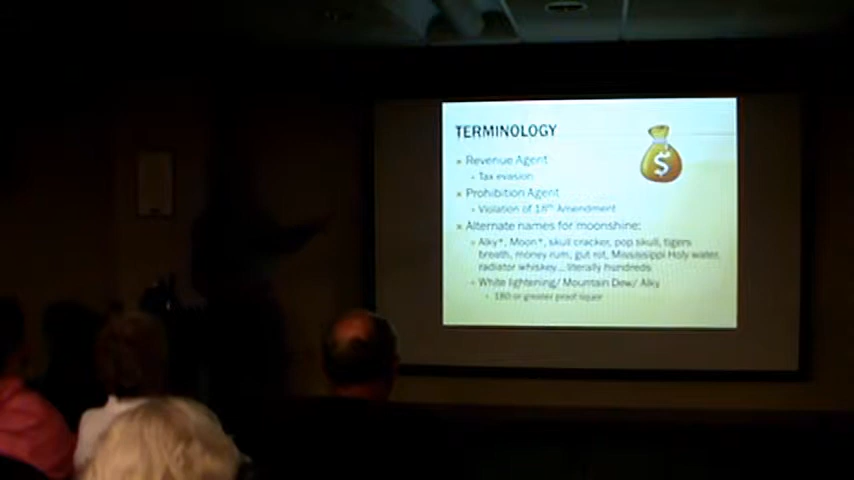 TERMINOLOGY
Revenue Agent
Tax evasion
Prohibition Agent
Violation of 18th Amendment
Alternate names for moonshine:
Alky*, Moon*, skull cracker, pop skull, tigers
breath, money rum, gut rot, Mississippi Holy water,
radiator whiskey... literally hundreds
White lightening/ Mountain Dew/ Alky
180 or greater proof liquor
$